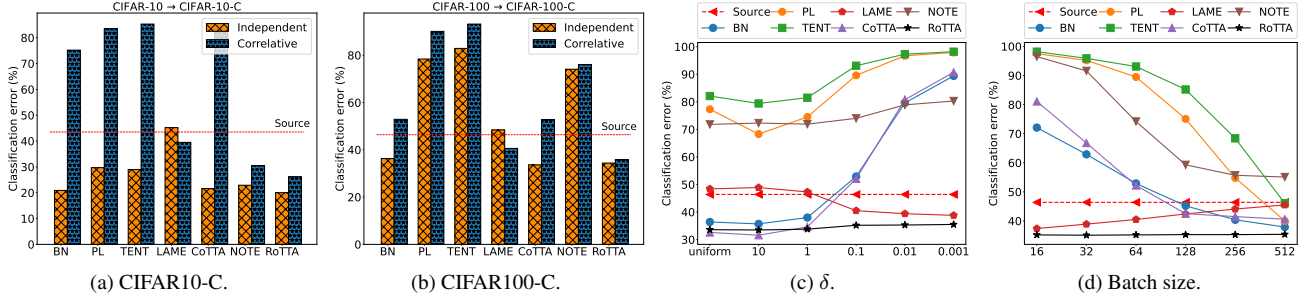 CIFAR-10 → CIFAR-10-C
Classification error (%)
80
70
60
50
40
30
20
10
0
Independent
Correlative
Source
BN PL TENT LAME CoTTA NOTE RoTTA
(a) CIFAR10-C.
CIFAR-100 → CIFAR-100-C
Classification error (%)
80
60
40
20
0
Independent
Correlative
Source
BN PL TENT LAME CoTTA NOTE RoTTA
(b) CIFAR100-C.
Source PL LAME NOTE
BN TENT CoTTA RoTTA
Classification error (%)
100
90
80
70
60
50
40
30
uniform 10 1 0.1 0.01 0.001
(c) δ.
Source PL LAME NOTE
BN TENT CoTTA RoTTA
Classification error (%)
100
90
80
70
60
50
40
16 32 64 128 256 512
(d) Batch size.